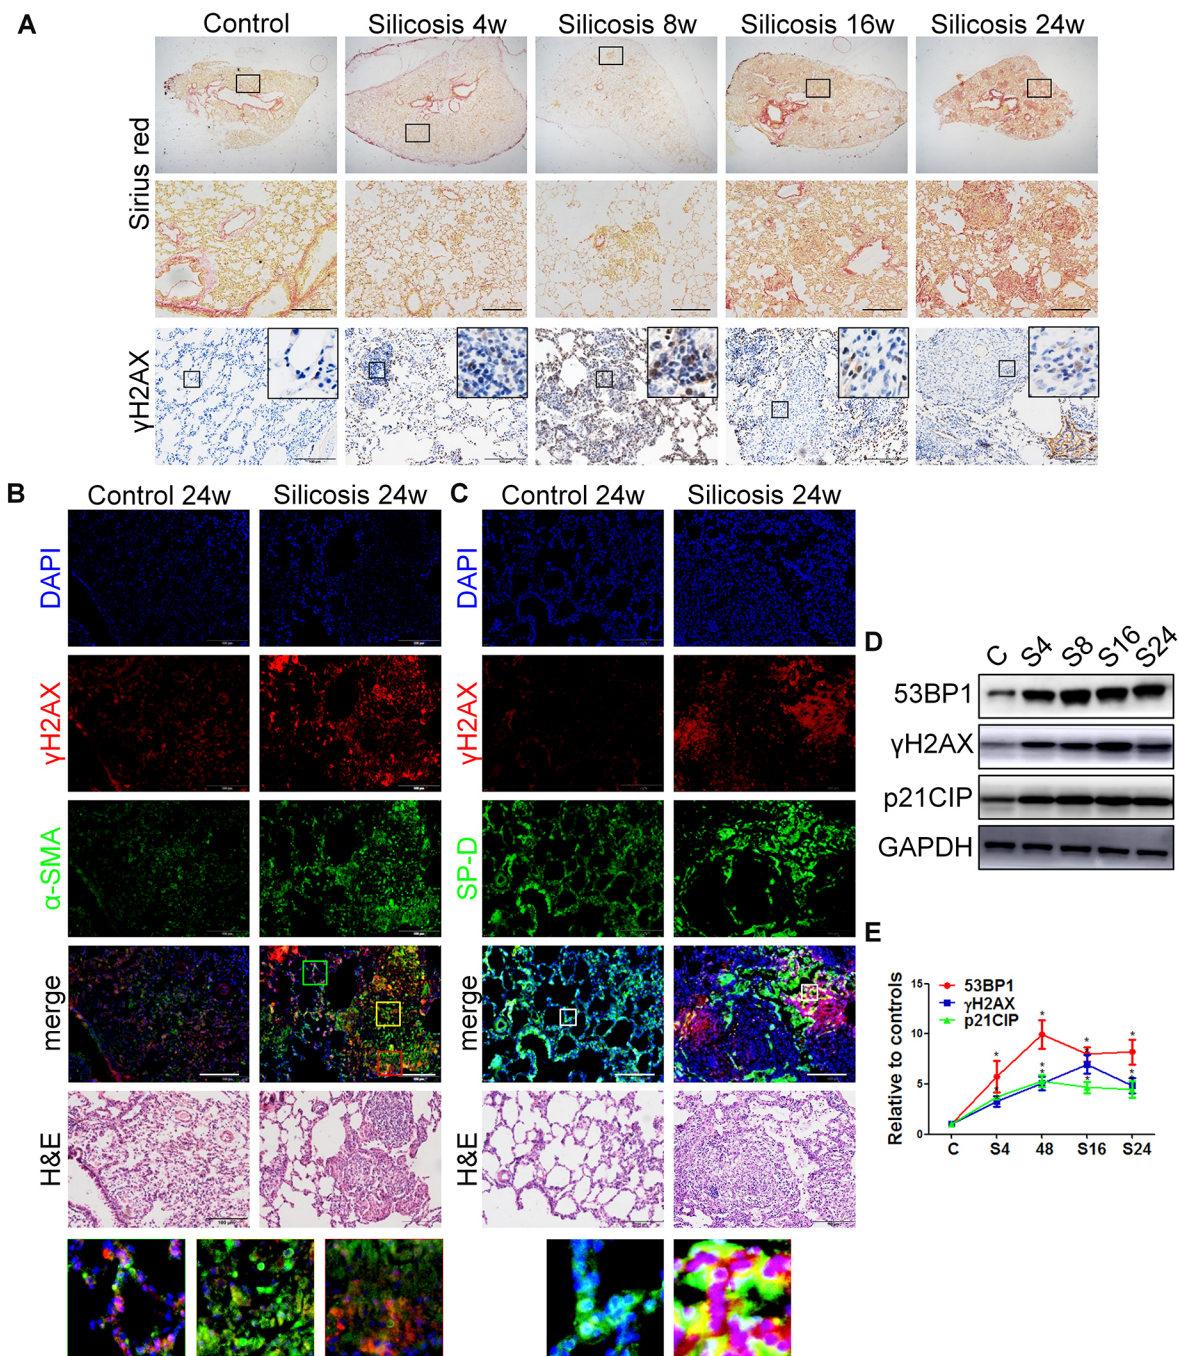 A
Control
Silicosis 4w
Silicosis 8w
Silicosis 16w
Silicosis 24w
Sirius red
γH2AX
B
Control 24w
Silicosis 24w
C
Control 24w
Silicosis 24w
DAPI
DAPI
γH2AX
γH2AX
α-SMA
SP-D
merge
merge
H&E
H&E
D
C
S4
S8
S16
S24
53BP1
γH2AX
p21CIP
GAPDH
E
53BP1
γH2AX
p21CIP
Relative to controls
15
10
5
0
C
S4
48
S16
S24